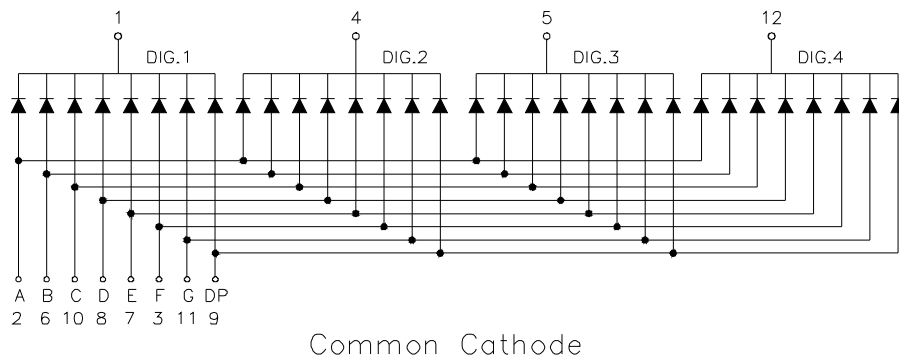 1 4 5 12
DIG.1 DIG.2 DIG.3 DIG.4
A B C D E F G DP
2 6 10 8 7 3 11 9
Common Cathode